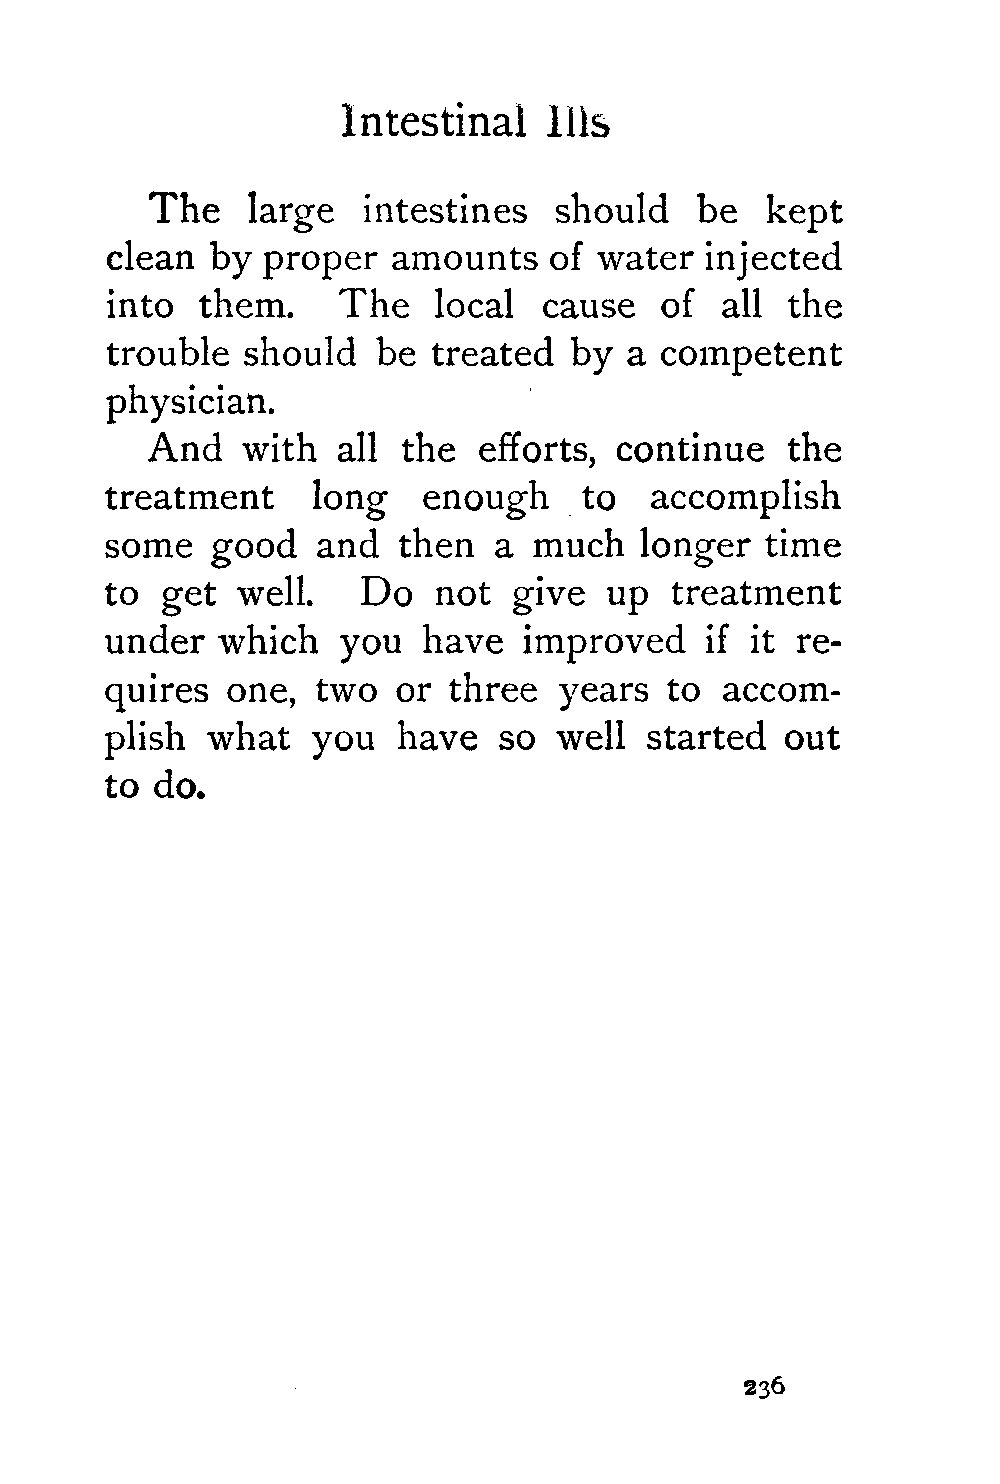 Intestinal Ills
The large intestines should be kept
clean by proper amounts of water injected
into them. The local cause of all the
trouble should be treated by a competent
physician.
And with all the efforts, continue the
treatment long enough to accomplish
some good and then a much longer time
to get well. Do not give up treatment
under which you have improved if it re-
quires one, two or three years to accom-
plish what you have so well started out
to do.
236